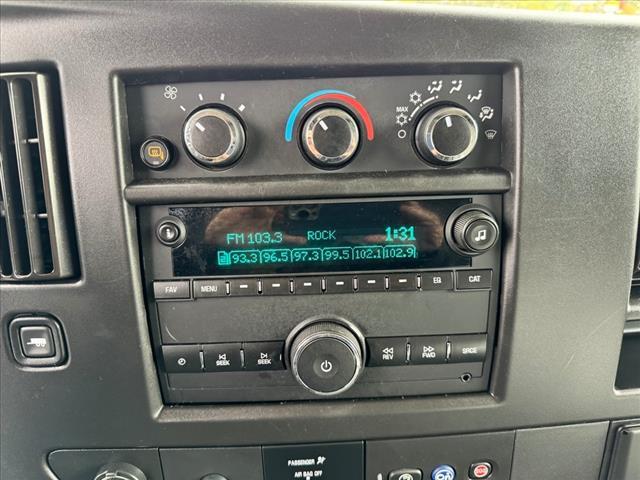 MAX
FM 103.3 ROCK 1:31
93.3 96.5 97.3 99.5 102.1 102.9
FAV MENU EQ CAT
SEEK SEEK REV FWD SRCE
PASSENGER
AIR BAG OFF